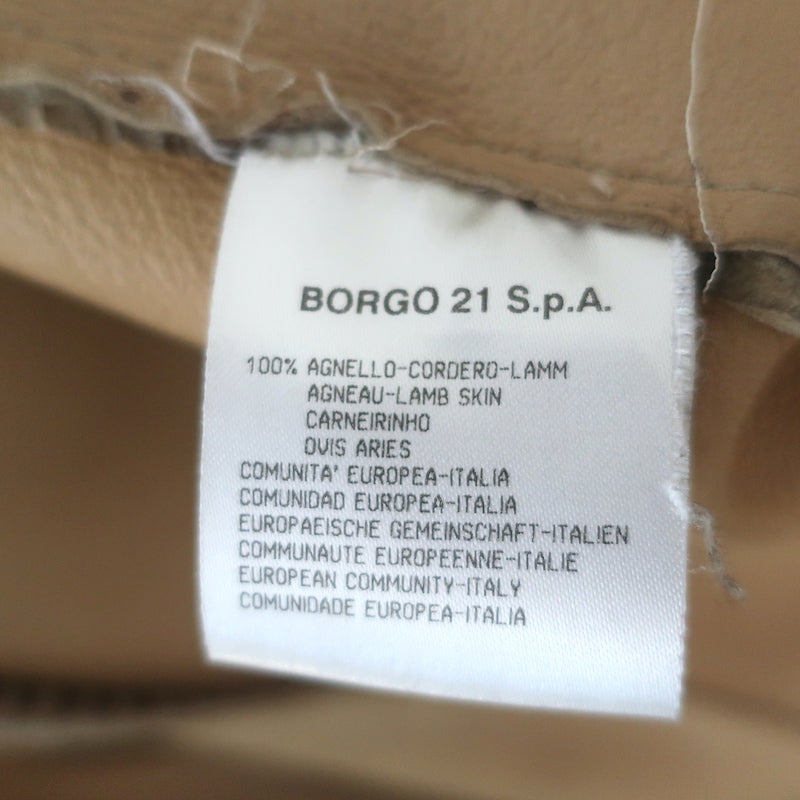 BORGO 21 S.p.A.
100% AGNELLO-CORDERO-LAMM
AGNEAU-LAMB SKIN
CARNEIRINHO
OVIS ARIES
COMUNITA' EUROPEA-ITALIA
COMUNIDAD EUROPEA-ITALIA
EUROPAEISCHE GEMEINSCHAFT-ITALIEN
COMMUNAUTE EUROPEENNE-ITALIE
EUROPEAN COMMUNITY-ITALY
COMUNIDADE EUROPEA-ITALIA